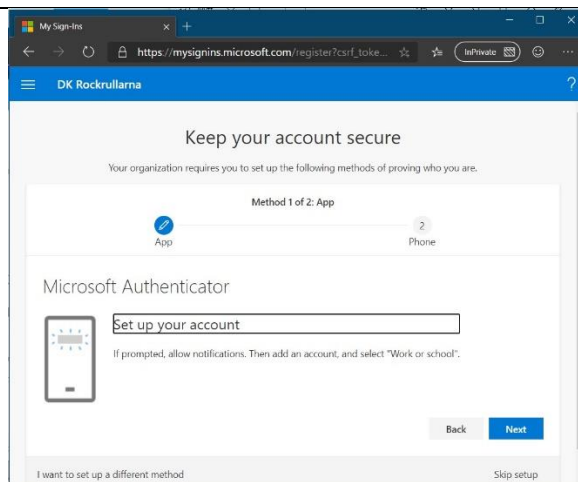 My Sign-Ins
https://mysignins.microsoft.com/register?csrf_toke...
InPrivate
DK Rockrullarna
?
Keep your account secure
Your organization requires you to set up the following methods of proving who you are.
Method 1 of 2: App
2
App
Phone
Microsoft Authenticator
Set up your account
If prompted, allow notifications. Then add an account, and select "Work or school".
Back
Next
I want to set up a different method
Skip setup